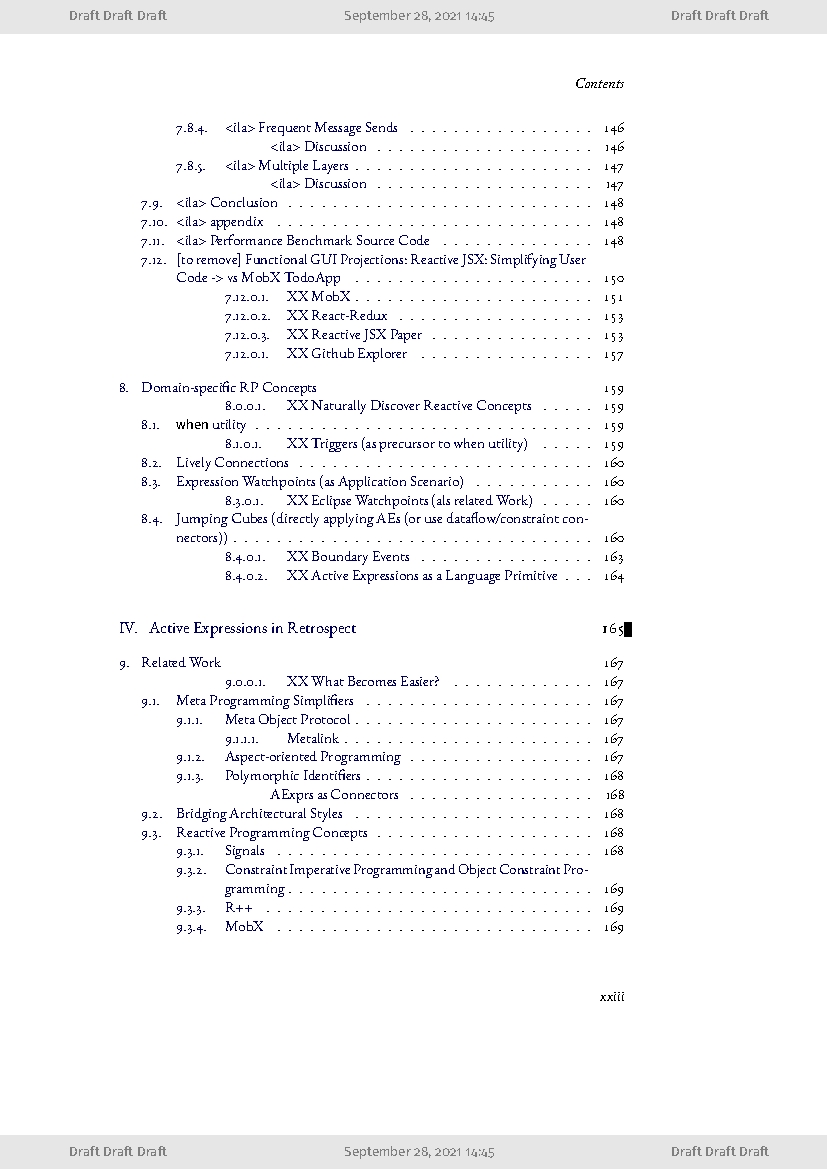 Draft Draft Draft September 28, 2021 14:45 Draft Draft Draft
Contents
7.8.4. <ila> Frequent Message Sends . . . . . . . . . . . . . . . . . 146
<ila> Discussion . . . . . . . . . . . . . . . . . . . . 146
7.8.5. <ila> Multiple Layers . . . . . . . . . . . . . . . . . . . . . . 147
<ila> Discussion . . . . . . . . . . . . . . . . . . . . 147
7.9. <ila> Conclusion . . . . . . . . . . . . . . . . . . . . . . . . . . . . 148
7.10. <ila> appendix . . . . . . . . . . . . . . . . . . . . . . . . . . . . . 148
7.11. <ila> Performance Benchmark Source Code . . . . . . . . . . . . . . 148
7.12. [to remove] Functional GUI Projections: Reactive JSX: Simplifying User
Code -> vs MobX TodoApp . . . . . . . . . . . . . . . . . . . . . . 150
7.12.0.1. XX MobX . . . . . . . . . . . . . . . . . . . . . . 151
7.12.0.2. XX React-Redux . . . . . . . . . . . . . . . . . . 153
7.12.0.3. XX Reactive JSX Paper . . . . . . . . . . . . . . . 153
7.12.0.1. XX Github Explorer . . . . . . . . . . . . . . . . 157
8. Domain-specific RP Concepts 159
8.0.0.1. XX Naturally Discover Reactive Concepts . . . . . 159
8.1. when utility . . . . . . . . . . . . . . . . . . . . . . . . . . . . . . . 159
8.1.0.1. XX Triggers (as precursor to when utility) . . . . . 159
8.2. Lively Connections . . . . . . . . . . . . . . . . . . . . . . . . . . . 160
8.3. Expression Watchpoints (as Application Scenario) . . . . . . . . . . . 160
8.3.0.1. XX Eclipse Watchpoints (als related Work) . . . . . 160
8.4. Jumping Cubes (directly applying AEs (or use dataflow/constraint con-
nectors)) . . . . . . . . . . . . . . . . . . . . . . . . . . . . . . . . . 160
8.4.0.1. XX Boundary Events . . . . . . . . . . . . . . . . 163
8.4.0.2. XX Active Expressions as a Language Primitive . . . 164
IV. Active Expressions in Retrospect 165
9. Related Work 167
9.0.0.1. XX What Becomes Easier? . . . . . . . . . . . . . 167
9.1. Meta Programming Simplifiers . . . . . . . . . . . . . . . . . . . . . 167
9.1.1. Meta Object Protocol . . . . . . . . . . . . . . . . . . . . . . 167
9.1.1.1. Metalink . . . . . . . . . . . . . . . . . . . . . . . 167
9.1.2. Aspect-oriented Programming . . . . . . . . . . . . . . . . . 167
9.1.3. Polymorphic Identifiers . . . . . . . . . . . . . . . . . . . . . 168
AExprs as Connectors . . . . . . . . . . . . . . . . . 168
9.2. Bridging Architectural Styles . . . . . . . . . . . . . . . . . . . . . . 168
9.3. Reactive Programming Concepts . . . . . . . . . . . . . . . . . . . . 168
9.3.1. Signals . . . . . . . . . . . . . . . . . . . . . . . . . . . . . 168
9.3.2. Constraint Imperative Programming and Object Constraint Pro-
gramming . . . . . . . . . . . . . . . . . . . . . . . . . . . . 169
9.3.3. R++ . . . . . . . . . . . . . . . . . . . . . . . . . . . . . . 169
9.3.4. MobX . . . . . . . . . . . . . . . . . . . . . . . . . . . . . 169
xxiii
Draft Draft Draft September 28, 2021 14:45 Draft Draft Draft